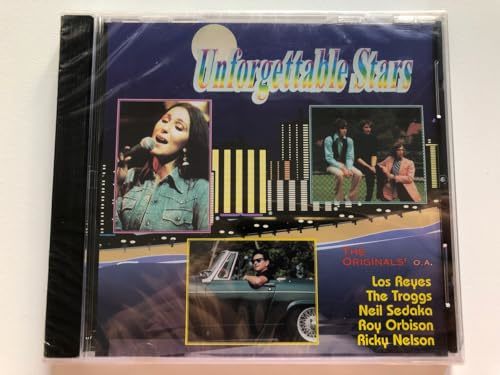 Unforgettable Stars
THE
ORIGINALS' O.A.
Los Reyes
The Troggs
Neil Sedaka
Roy Orbison
Ricky Nelson